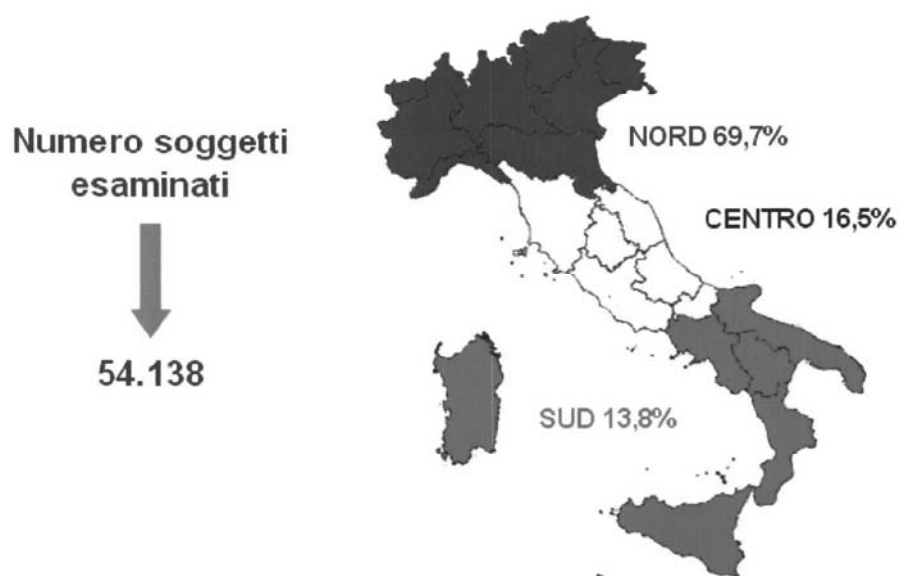 Numero soggetti
esaminati
54.138
NORD 69,7%
CENTRO 16,5%
SUD 13,8%